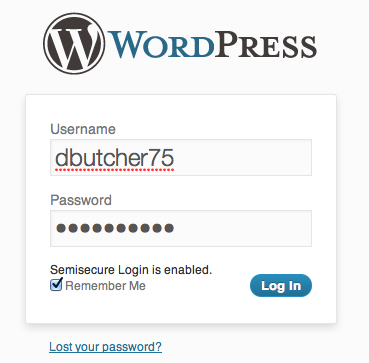 WORDPRESS
Username
dbutcher75
Password
●●●●●●●●●●
Semisecure Login is enabled.
Remember Me
Log In
Lost your password?